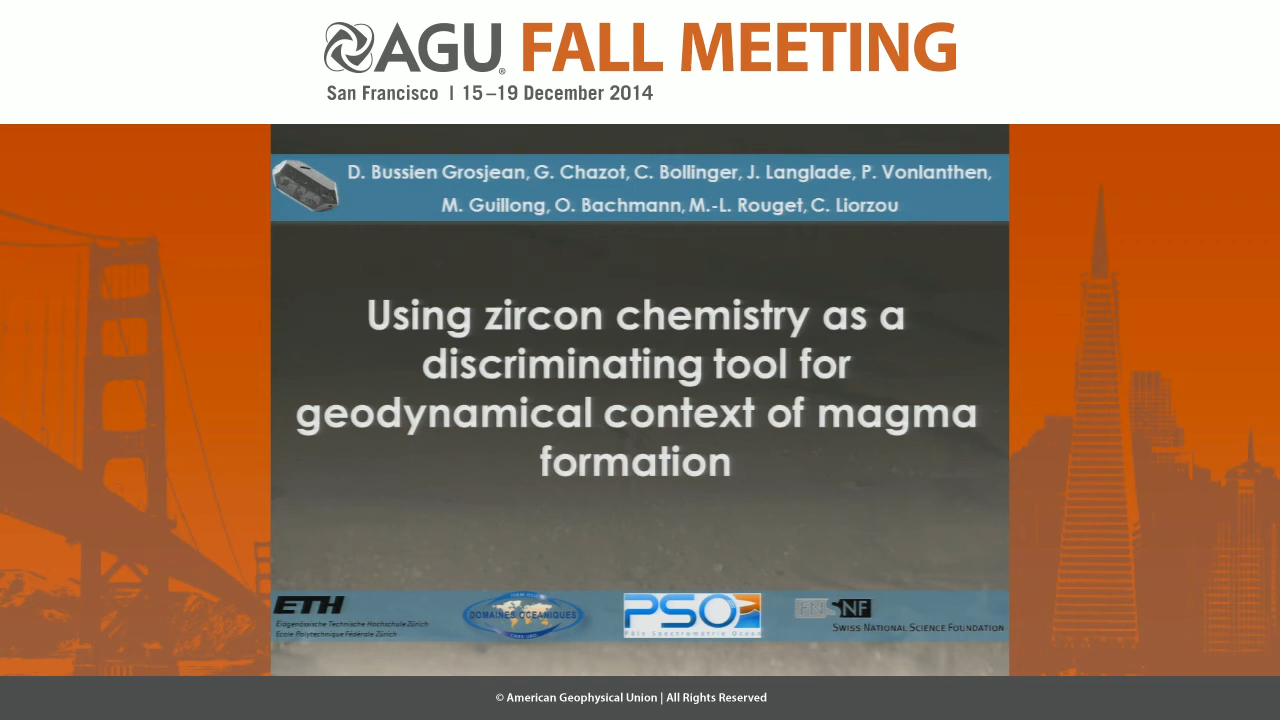 AGU® FALL MEETING
San Francisco | 15–19 December 2014
D. Bussien Grosjean, G. Chazot, C. Bollinger, J. Langlade, P. Vonlanthen,
M. Guillong, O. Bachmann, M.-L. Rouget, C. Liorzou
Using zircon chemistry as a
discriminating tool for
geodynamical context of magma
formation
ETH
Eidgenössische Technische Hochschule Zürich
Ecole Polytechnique Fédérale Zürich
DOMAINES OCEANIQUES
PSO
Pôle Spectrométrie Océan
FNSNF
SWISS NATIONAL SCIENCE FOUNDATION
© American Geophysical Union | All Rights Reserved